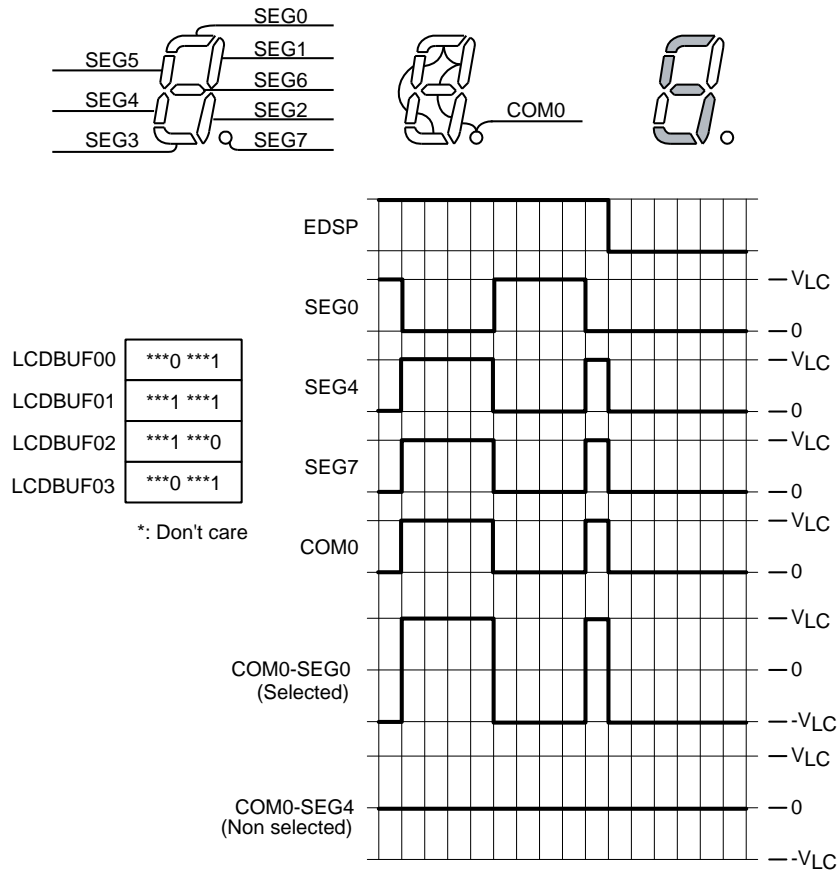 SEG0
SEG1
SEG5
SEG6
SEG4
SEG2
COM0
SEG3
SEG7
EDSP
VLC
SEG0
0
VLC
SEG4
0
VLC
SEG7
0
VLC
COM0
0
LCDBUF00 ***0 ***1
LCDBUF01 ***1 ***1
LCDBUF02 ***1 ***0
LCDBUF03 ***0 ***1
*: Don't care
VLC
COM0-SEG0
0
(Selected)
-VLC
VLC
COM0-SEG4
0
(Non selected)
-VLC